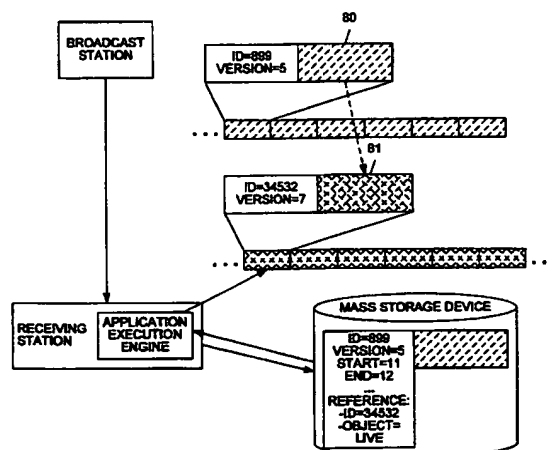 80
BROADCAST
STATION
ID=899
VERSION=5
...
81
ID=34532
VERSION=7
...
...
RECEIVING
STATION
APPLICATION
EXECUTION
ENGINE
MASS STORAGE DEVICE
ID=899
VERSION=5
START=11
END=12
...
REFERENCE:
-ID=34532
-OBJECT=
LIVE